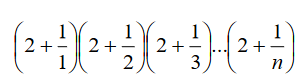 (2 + 1/1)(2 + 1/2)(2 + 1/3)...(2 + 1/n)